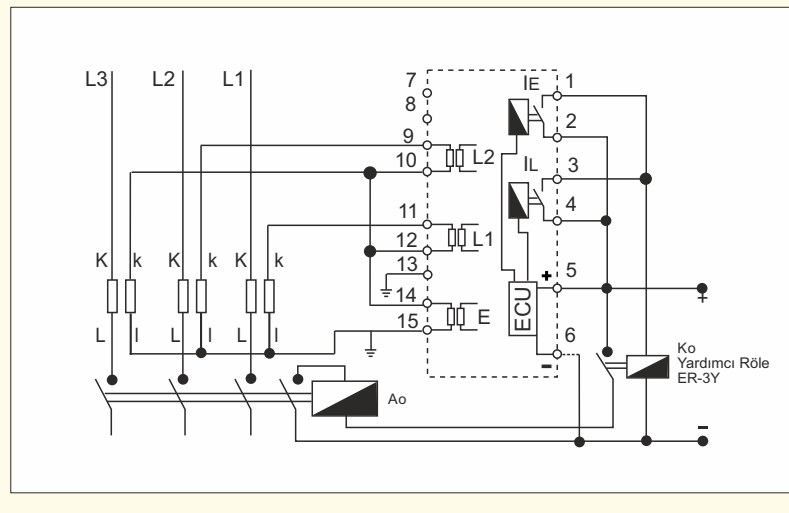 L3 L2 L1
7
8
9
10
11
12
13
14
15
L2
L1
E
IE
IL
ECU
1
2
3
4
+ 5
6
-
K k K k K k
L l L l L l
Ao
Ko
Yardımcı Röle
ER-3Y
+
-